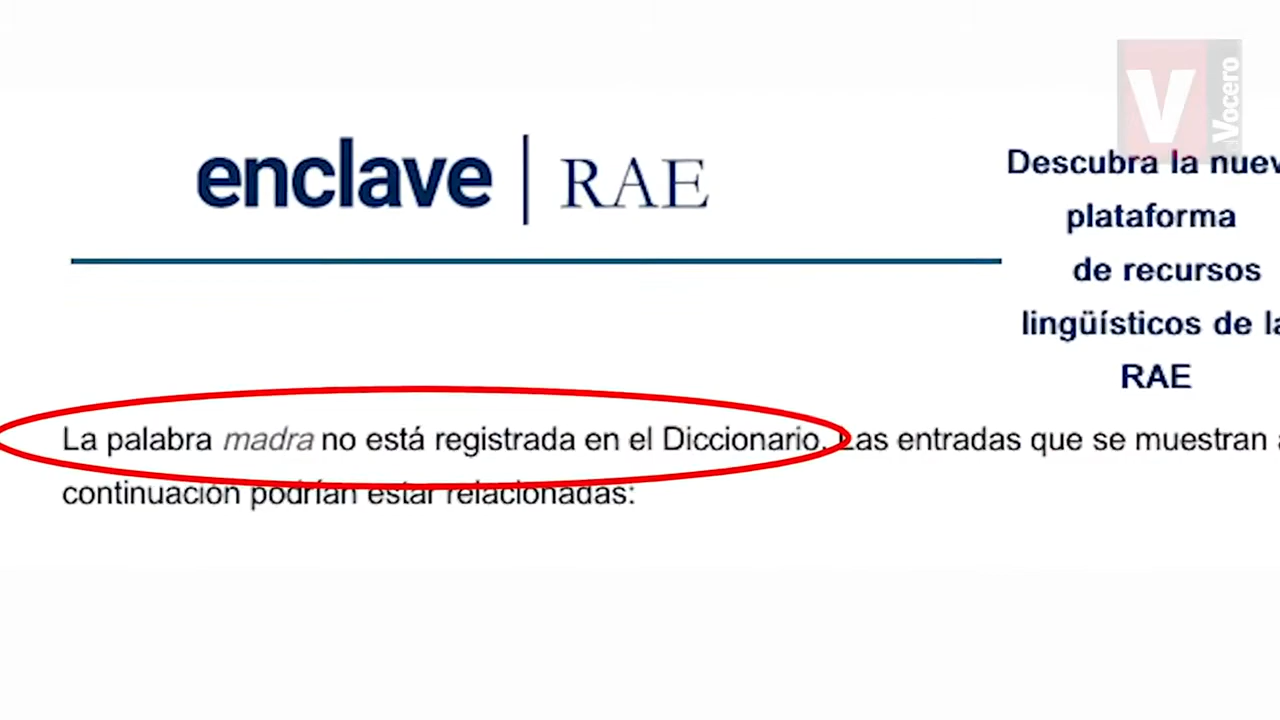 V
el Vocero
enclave | RAE
Descubra la nuev
plataforma
de recursos
lingüísticos de la
RAE
La palabra madra no está registrada en el Diccionario. Las entradas que se muestran a
continuación podrían estar relacionadas: